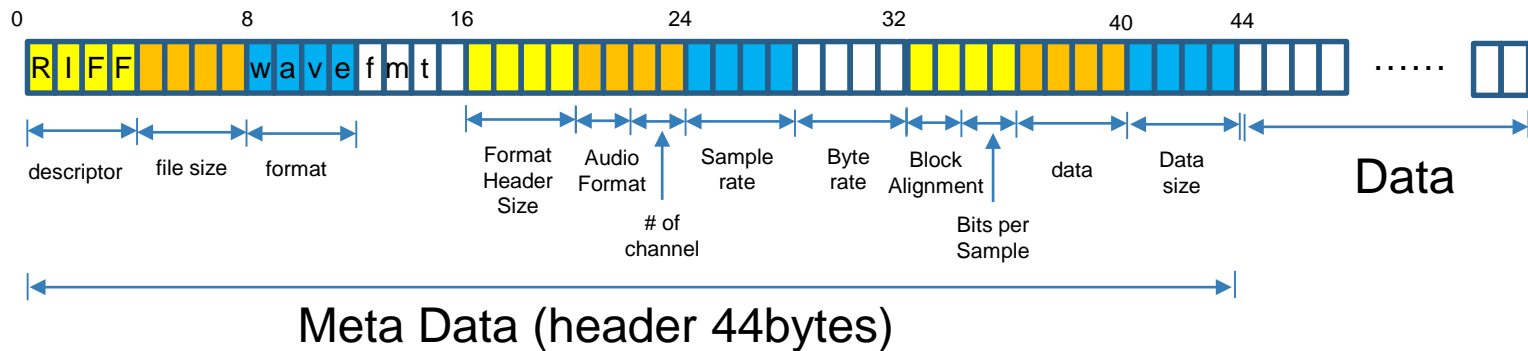 0 8 16 24 32 40 44
R I F F w a v e f m t ......
descriptor
file size
format
Format
Header
Size
Audio
Format
# of
channel
Sample
rate
Byte
rate
Block
Alignment
Bits per
Sample
data
Data
size
Data
Meta Data (header 44bytes)